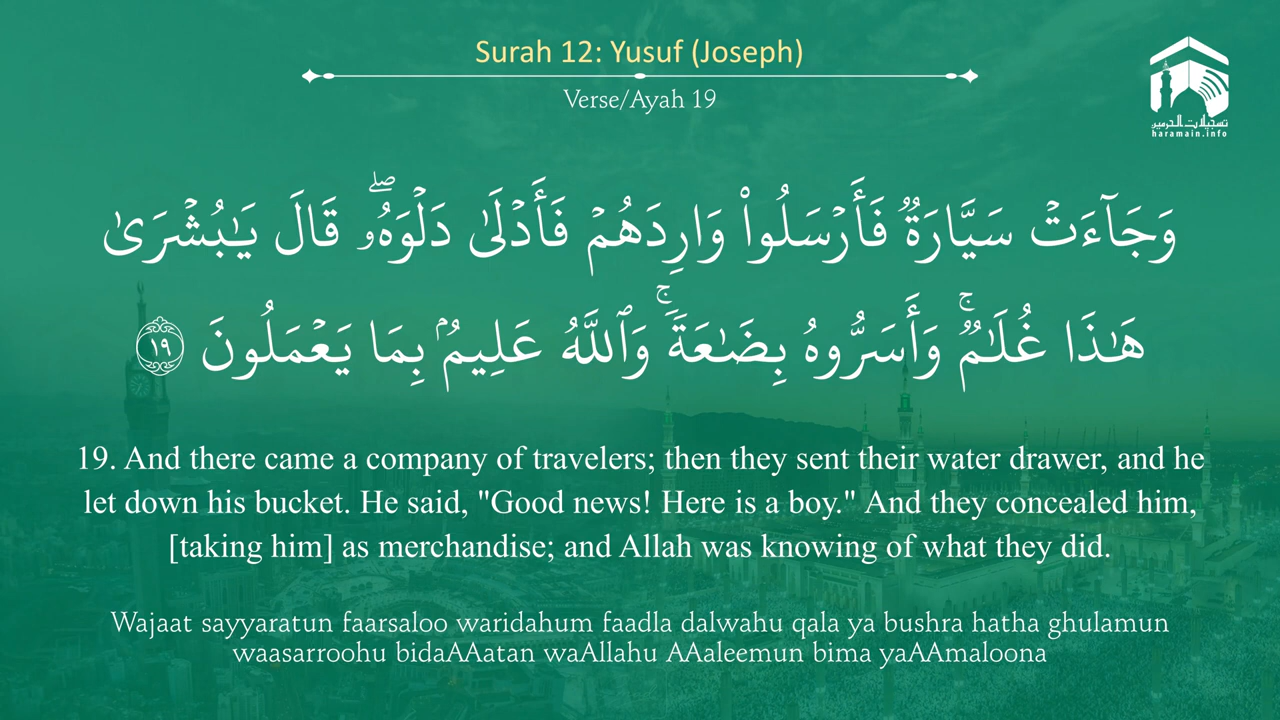 Surah 12: Yusuf (Joseph)
Verse/Ayah 19
تسجيلات الحرمين
haramain.info
وَجَآءَتۡ سَيَّارَةٞ فَأَرۡسَلُواْ وَارِدَهُمۡ فَأَدۡلَىٰ دَلۡوَهُۥۖ قَالَ يَٰبُشۡرَىٰ
هَٰذَا غُلَٰمٞۚ وَأَسَرُّوهُ بِضَٰعَةٗۚ وَٱللَّهُ عَلِيمُۢ بِمَا يَعۡمَلُونَ ١٩
19. And there came a company of travelers; then they sent their water drawer, and he
let down his bucket. He said, "Good news! Here is a boy." And they concealed him,
[taking him] as merchandise; and Allah was knowing of what they did.
Wajaat sayyaratun faarsaloo waridahum faadla dalwahu qala ya bushra hatha ghulamun
waasarroohu bidaAAatan waAllahu AAaleemun bima yaAAmaloona